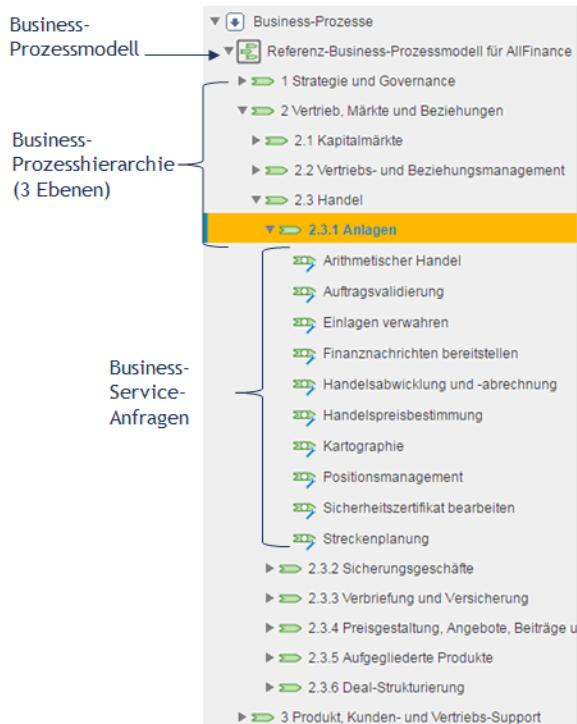 Business-Prozesse
Business-
Prozessmodell
Referenz-Business-Prozessmodell für AllFinance
1 Strategie und Governance
2 Vertrieb, Märkte und Beziehungen
Business-
Prozesshierarchie
(3 Ebenen)
2.1 Kapitalmärkte
2.2 Vertriebs- und Beziehungsmanagement
2.3 Handel
2.3.1 Anlagen
Business-
Service-
Anfragen
Arithmetischer Handel
Auftragsvalidierung
Einlagen verwahren
Finanznachrichten bereitstellen
Handelsabwicklung und -abrechnung
Handelspreisbestimmung
Kartographie
Positionsmanagement
Sicherheitszertifikat bearbeiten
Streckenplanung
2.3.2 Sicherungsgeschäfte
2.3.3 Verbriefung und Versicherung
2.3.4 Preisgestaltung, Angebote, Beiträge u
2.3.5 Aufgegliederte Produkte
2.3.6 Deal-Strukturierung
3 Produkt, Kunden- und Vertriebs-Support